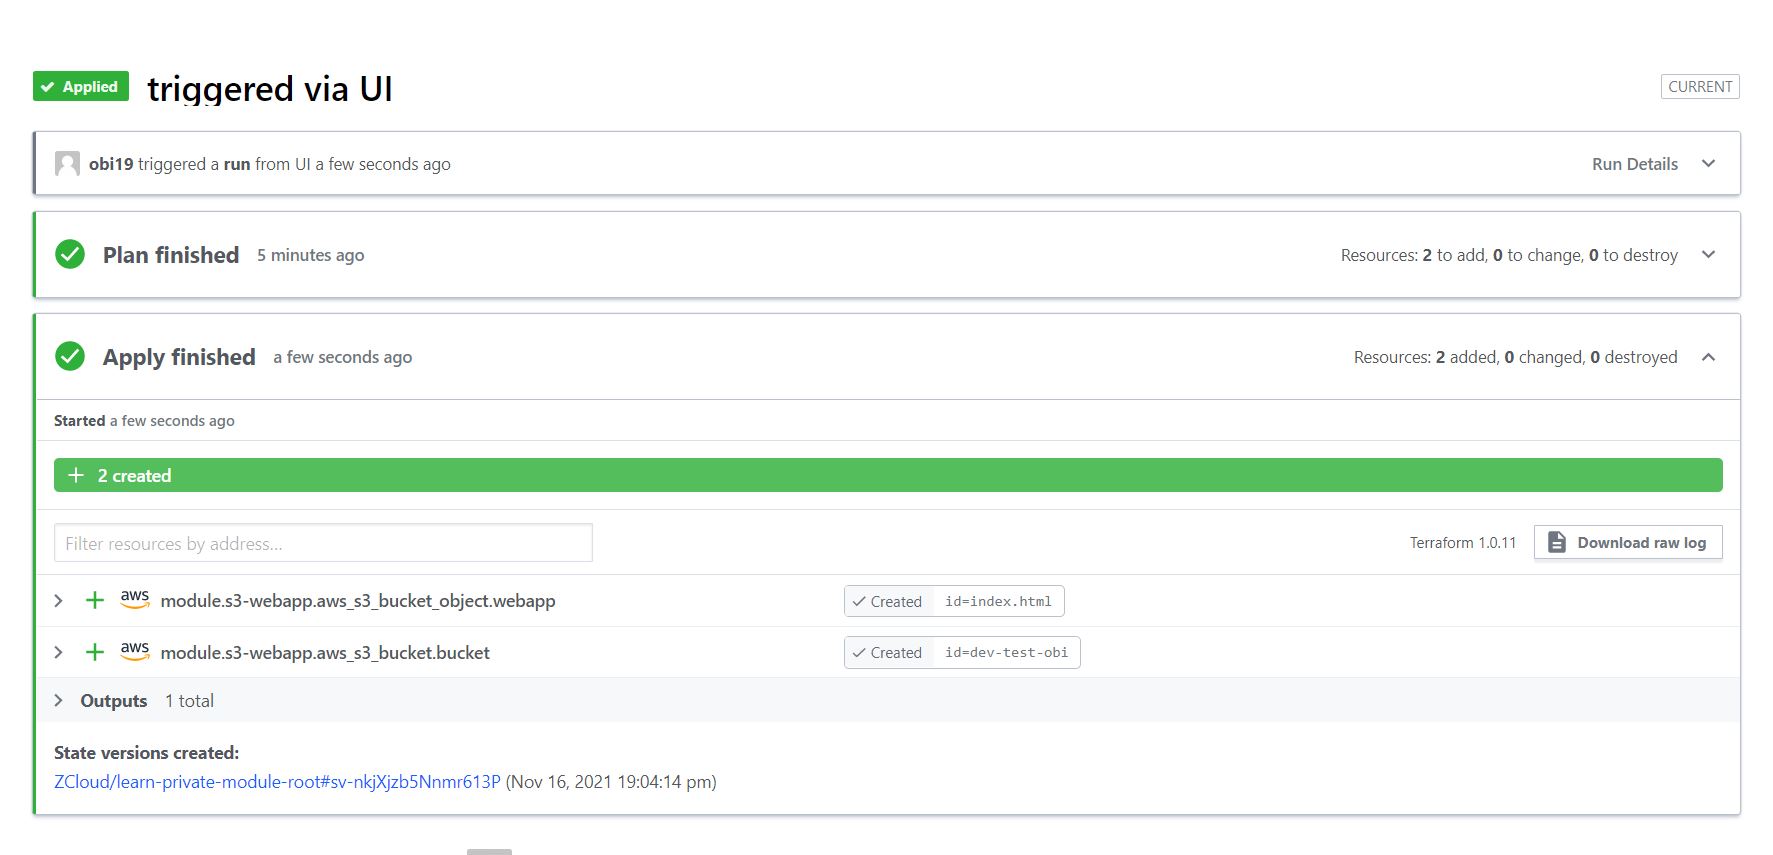 Applied triggered via UI CURRENT
obi19 triggered a run from UI a few seconds ago Run Details
Plan finished 5 minutes ago Resources: 2 to add, 0 to change, 0 to destroy
Apply finished a few seconds ago Resources: 2 added, 0 changed, 0 destroyed
Started a few seconds ago
+ 2 created
Filter resources by address... Terraform 1.0.11 Download raw log
+ aws module.s3-webapp.aws_s3_bucket_object.webapp Created id=index.html
+ aws module.s3-webapp.aws_s3_bucket.bucket Created id=dev-test-obi
Outputs 1 total
State versions created:
ZCloud/learn-private-module-root#sv-nkjXjzb5Nnmr613P (Nov 16, 2021 19:04:14 pm)